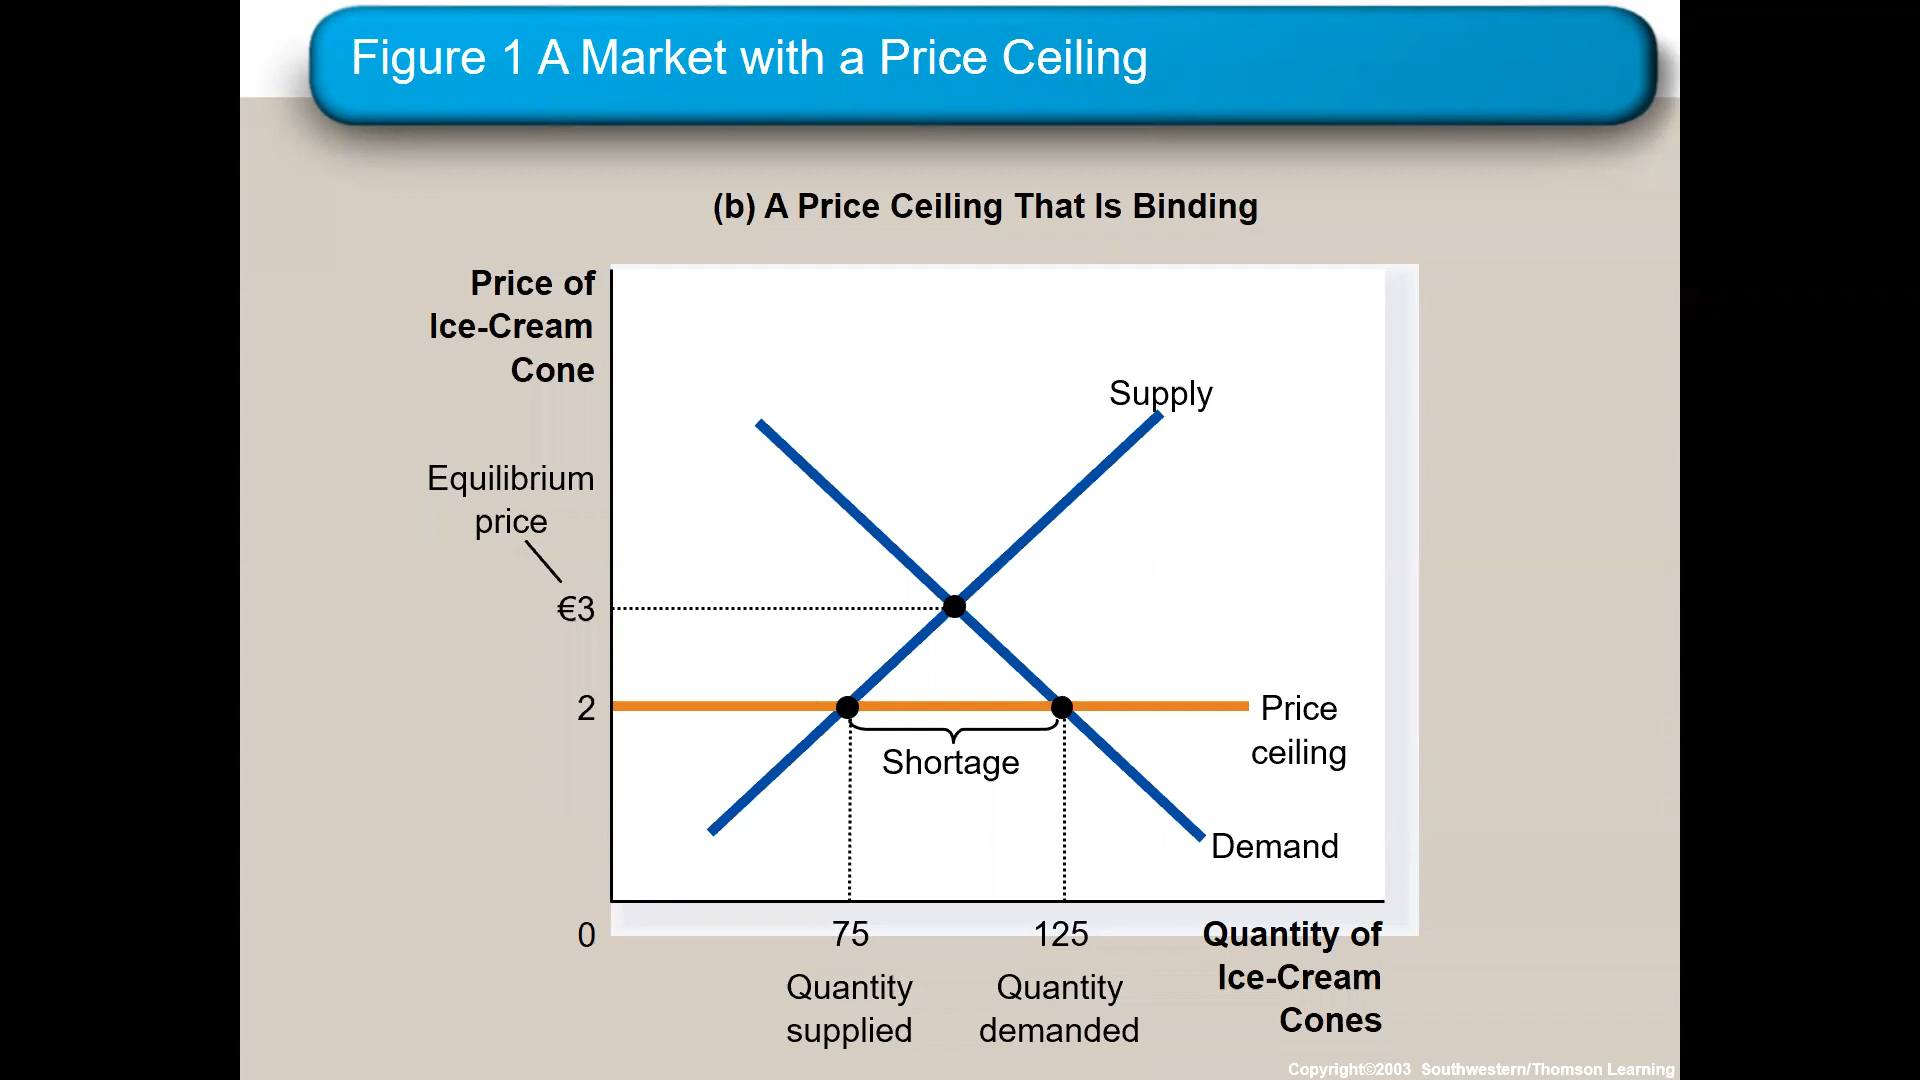 Figure 1 A Market with a Price Ceiling
(b) A Price Ceiling That Is Binding
Price of
Ice-Cream
Cone
Supply
Equilibrium
price
€3
2
Price
ceiling
Shortage
Demand
0
75
125
Quantity of
Ice-Cream
Cones
Quantity
supplied
Quantity
demanded
Copyright©2003 Southwestern/Thomson Learning